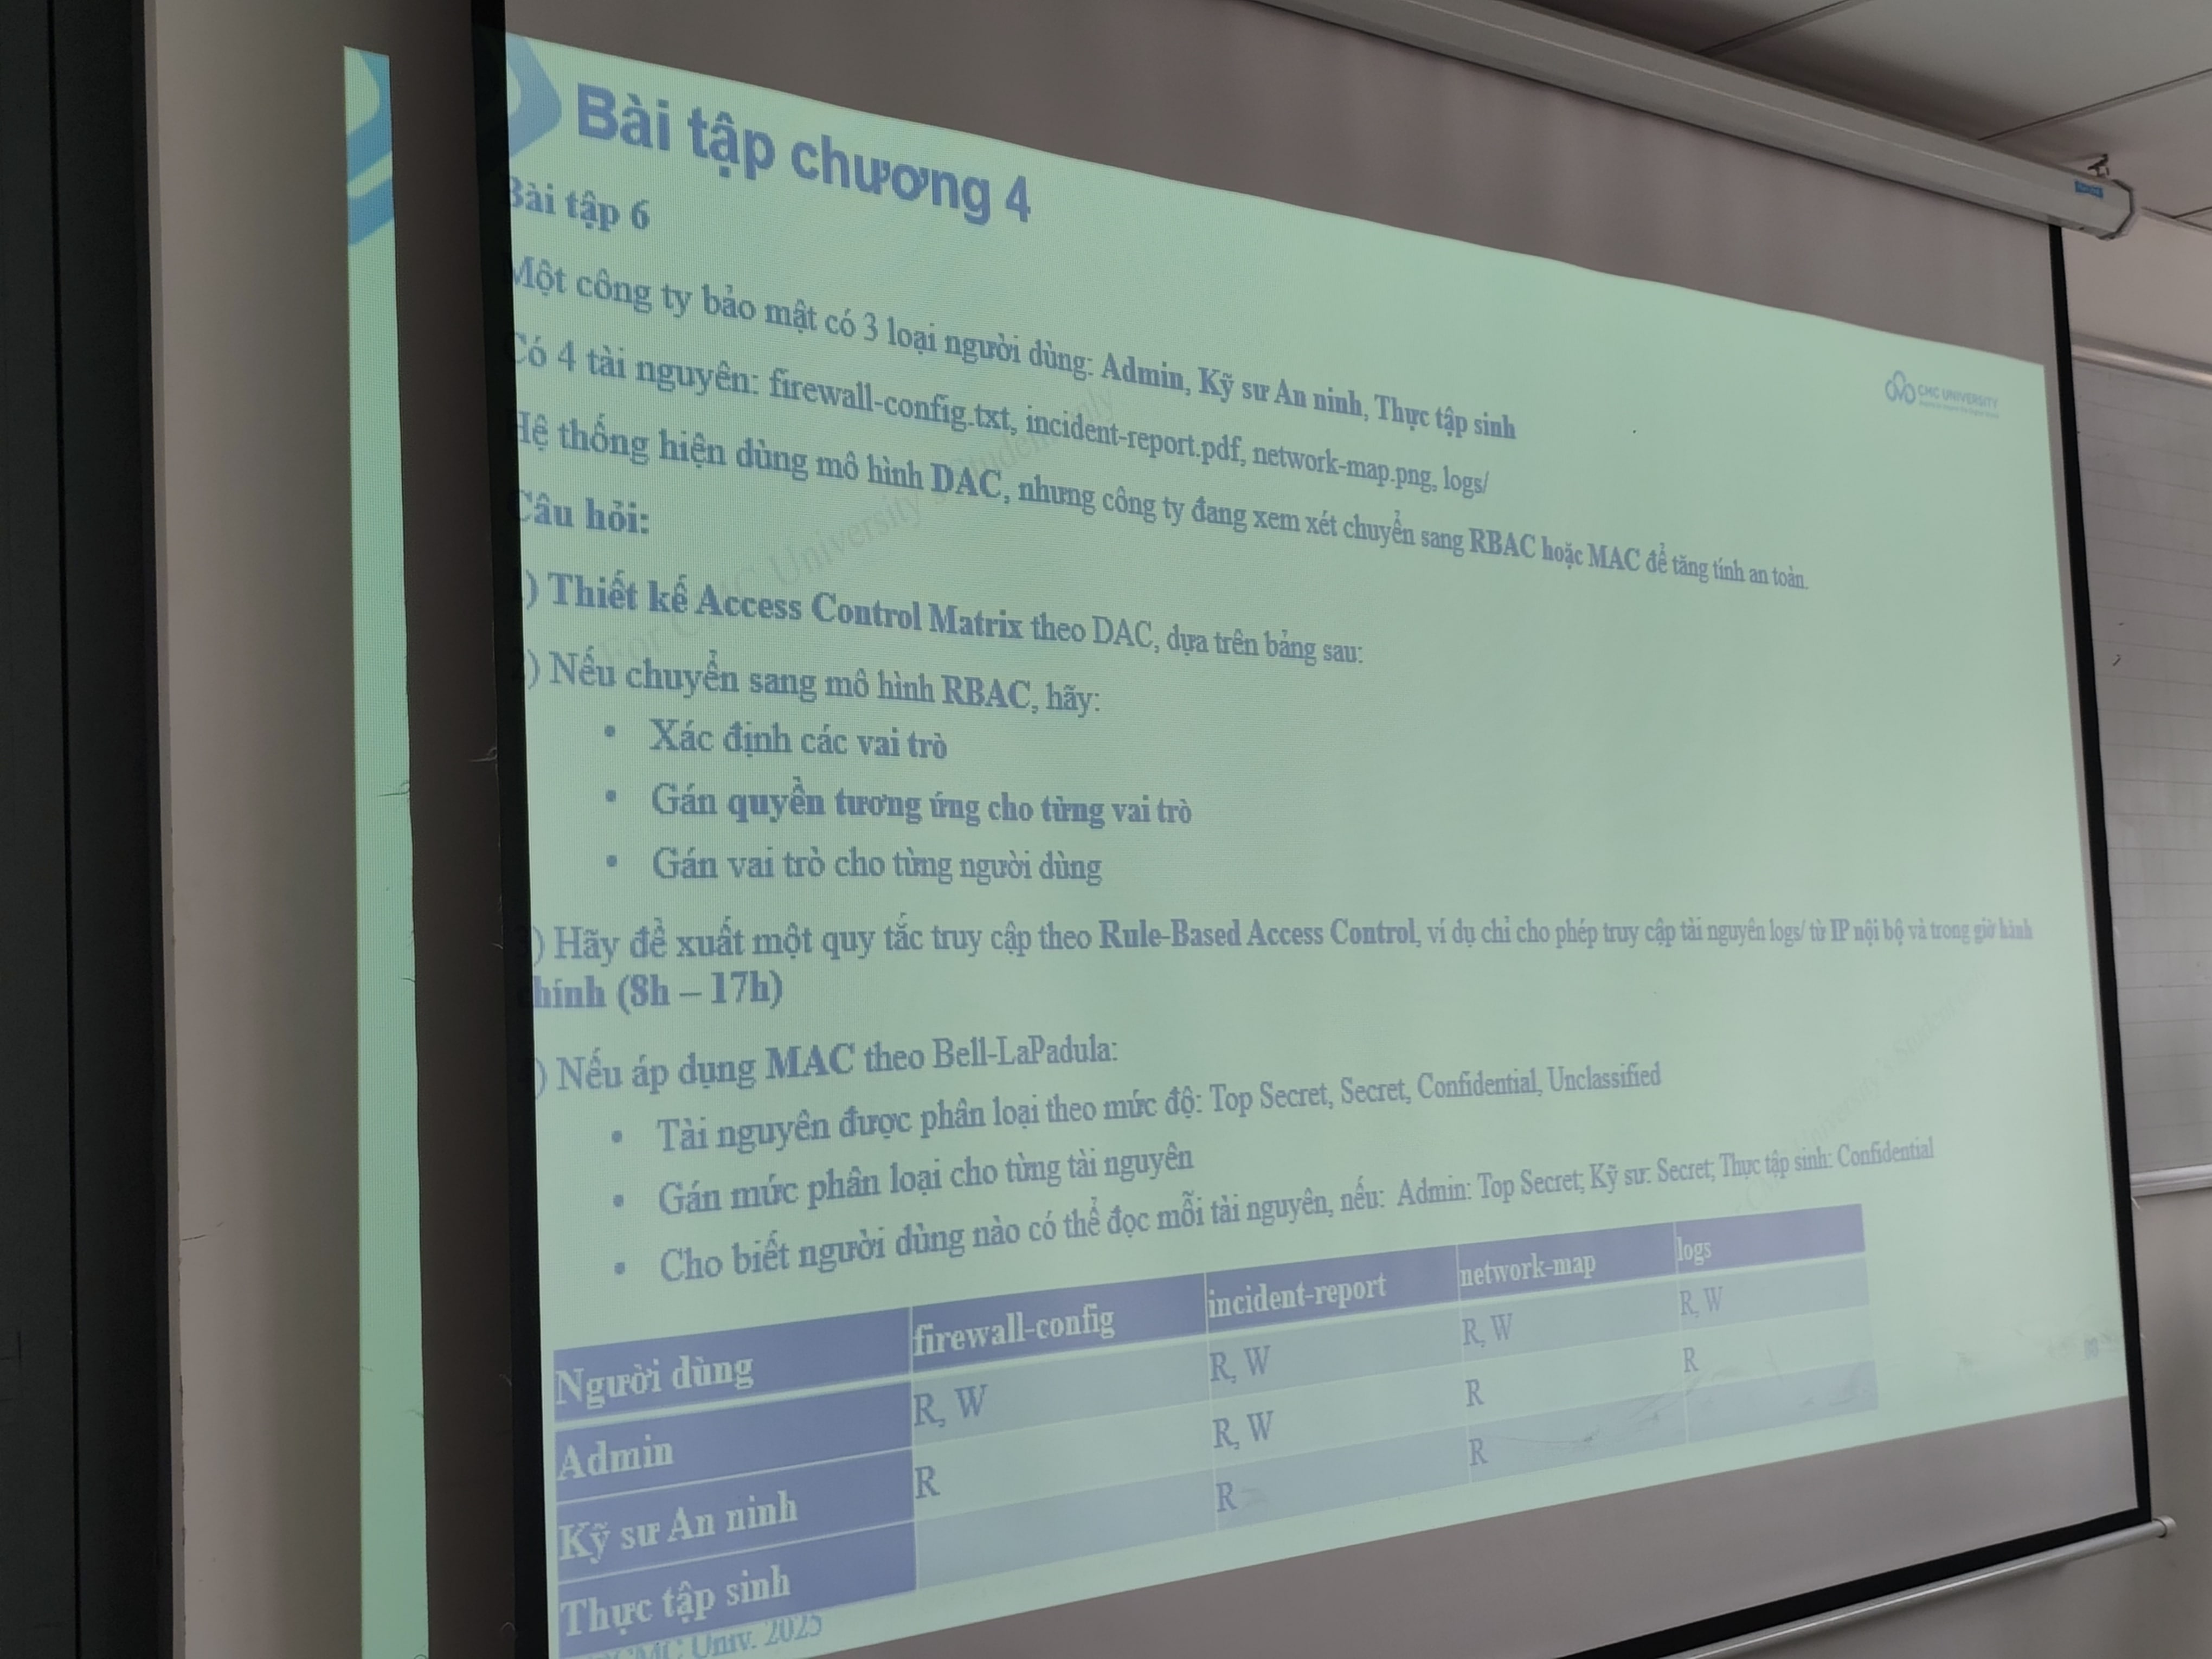 Bài tập chương 4
Bài tập 6
CMC UNIVERSITY
Một công ty bảo mật có 3 loại người dùng: Admin, Kỹ sư An ninh, Thực tập sinh
Có 4 tài nguyên: firewall-config.txt, incident-report.pdf, network-map.png, logs/
Hệ thống hiện dùng mô hình DAC, nhưng công ty đang xem xét chuyển sang RBAC hoặc MAC để tăng tính an toàn.
Câu hỏi:
) Thiết kế Access Control Matrix theo DAC, dựa trên bảng sau:
) Nếu chuyển sang mô hình RBAC, hãy:
• Xác định các vai trò
• Gán quyền tương ứng cho từng vai trò
• Gán vai trò cho từng người dùng
) Hãy đề xuất một quy tắc truy cập theo Rule-Based Access Control, ví dụ chỉ cho phép truy cập tài nguyên logs/ từ IP nội bộ và trong giờ hành
chính (8h – 17h)
) Nếu áp dụng MAC theo Bell-LaPadula:
• Tài nguyên được phân loại theo mức độ: Top Secret, Secret, Confidential, Unclassified
• Gán mức phân loại cho từng tài nguyên
• Cho biết người dùng nào có thể đọc mỗi tài nguyên, nếu: Admin: Top Secret; Kỹ sư: Secret; Thực tập sinh: Confidential
Người dùng firewall-config incident-report network-map logs
Admin R, W R, W R, W R, W
Kỹ sư An ninh R R, W R R
Thực tập sinh R R
CMC Univ. 2025